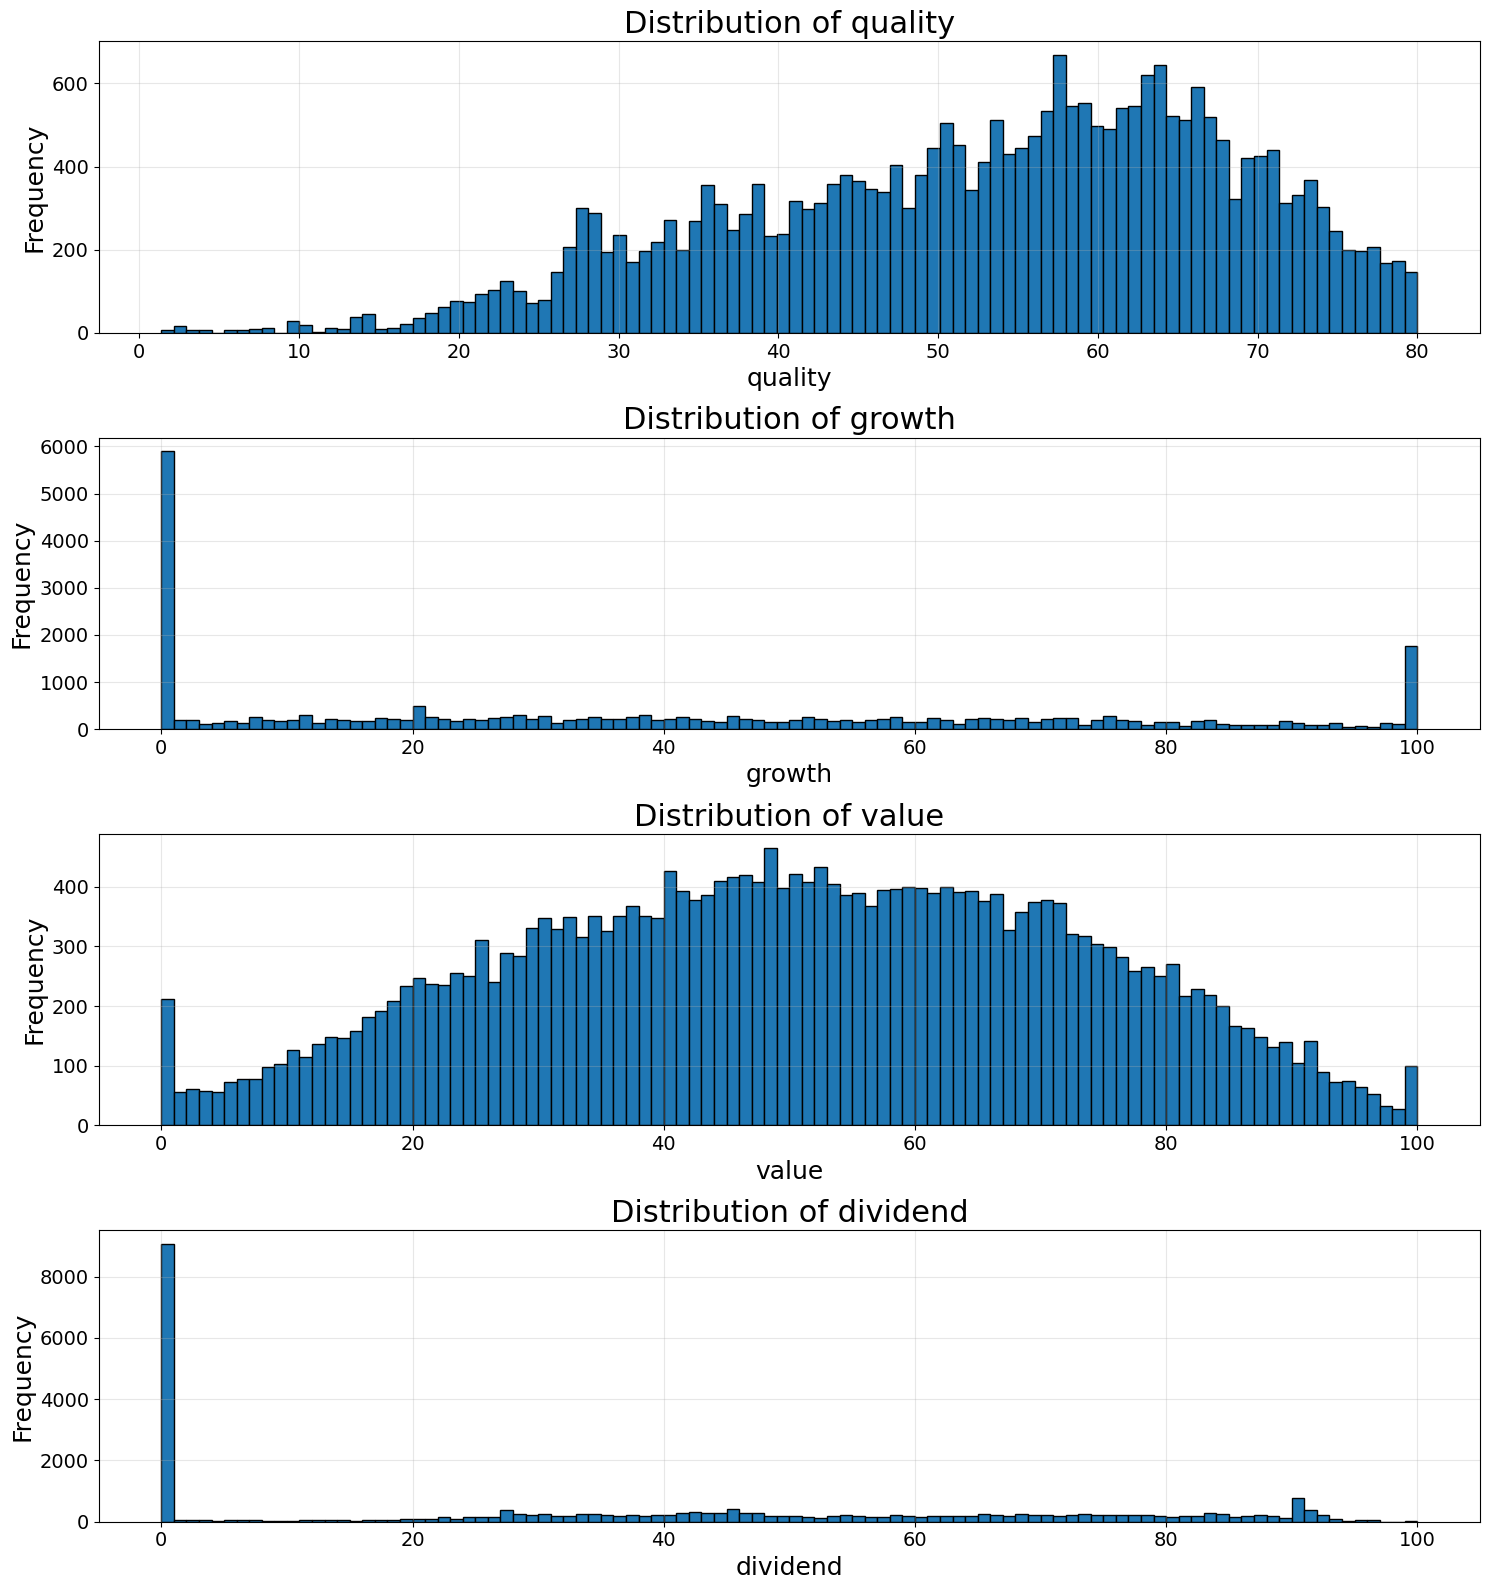 Distribution of quality
Frequency
600
400
200
0
0 10 20 30 40 50 60 70 80
quality
Distribution of growth
Frequency
6000
5000
4000
3000
2000
1000
0
0 20 40 60 80 100
growth
Distribution of value
Frequency
400
300
200
100
0
0 20 40 60 80 100
value
Distribution of dividend
Frequency
8000
6000
4000
2000
0
0 20 40 60 80 100
dividend